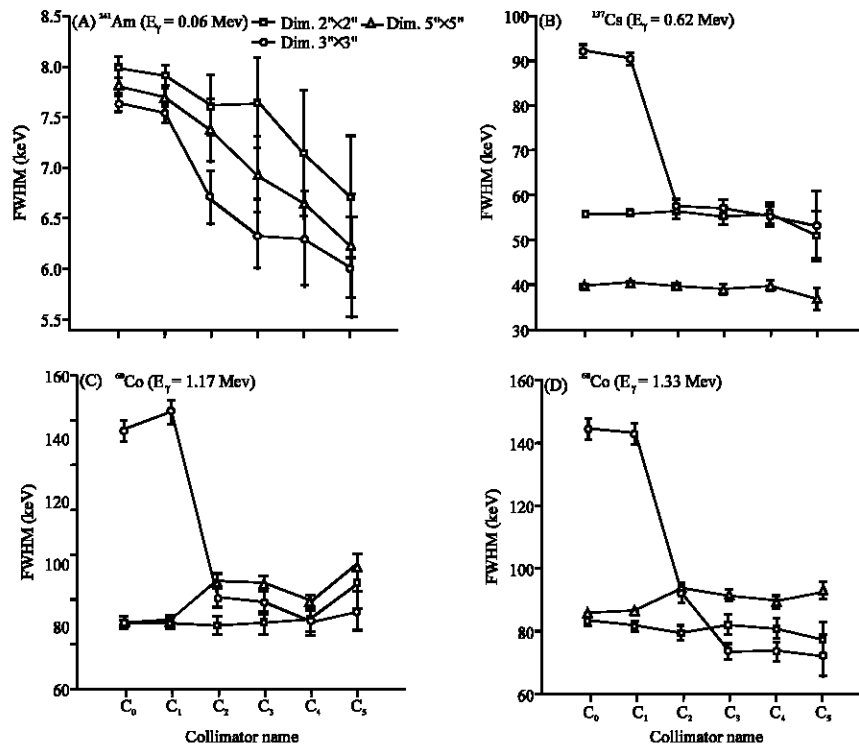 (A) ²⁴¹Am (Eγ = 0.06 Mev)
Dim. 2"×2"
Dim. 5"×5"
Dim. 3"×3"
FWHM (keV)
8.0
7.5
7.0
6.5
6.0
5.5
(B) ¹³⁷Cs (Eγ = 0.62 Mev)
FWHM (keV)
100
90
80
70
60
50
40
30
(C) ⁶⁰Co (Eγ = 1.17 Mev)
FWHM (keV)
160
140
120
100
80
60
C₀ C₁ C₂ C₃ C₄ C₅
Collimator name
(D) ⁶⁰Co (Eγ = 1.33 Mev)
FWHM (keV)
160
140
120
100
80
60
C₀ C₁ C₂ C₃ C₄ C₅
Collimator name